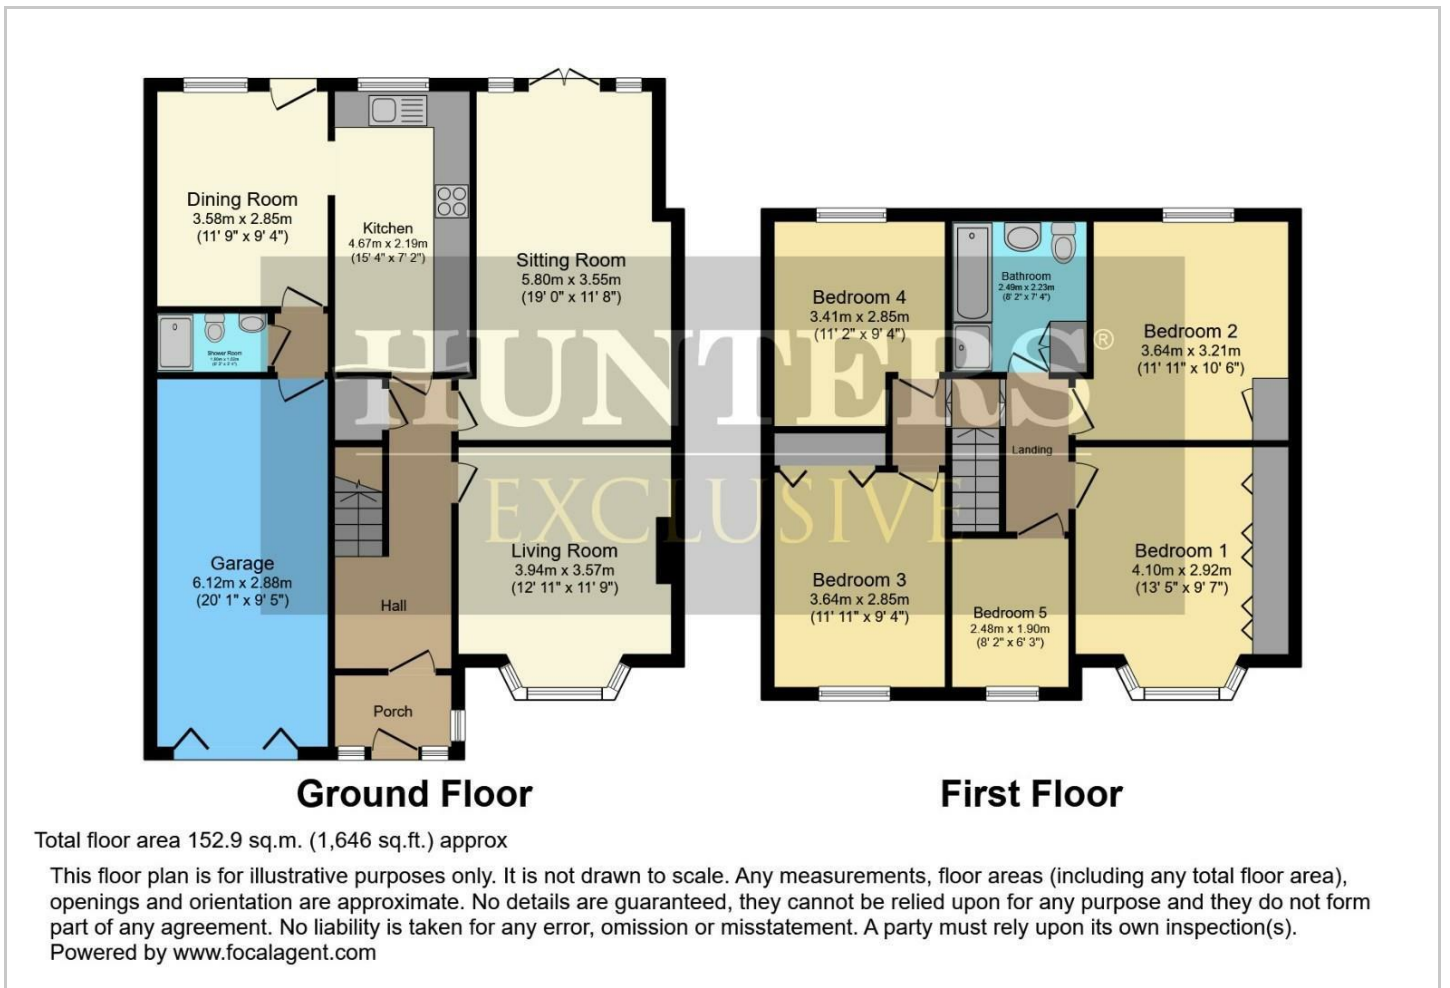 Dining Room
3.58m x 2.85m
(11' 9" x 9' 4")
Kitchen
4.67m x 2.19m
(15' 4" x 7' 2")
Sitting Room
5.80m x 3.55m
(19' 0" x 11' 8")
Shower Room
Garage
6.12m x 2.88m
(20' 1" x 9' 5")
Hall
Living Room
3.94m x 3.57m
(12' 11" x 11' 9")
Porch
Ground Floor
Bedroom 4
3.41m x 2.85m
(11' 2" x 9' 4")
Bathroom
2.49m x 2.23m
(8' 2" x 7' 4")
Bedroom 2
3.64m x 3.21m
(11' 11" x 10' 6")
Landing
Bedroom 3
3.64m x 2.85m
(11' 11" x 9' 4")
Bedroom 5
2.48m x 1.90m
(8' 2" x 6' 3")
Bedroom 1
4.10m x 2.92m
(13' 5" x 9' 7")
First Floor
HUNTERS®
EXCLUSIVE
Total floor area 152.9 sq.m. (1,646 sq.ft.) approx
This floor plan is for illustrative purposes only. It is not drawn to scale. Any measurements, floor areas (including any total floor area),
openings and orientation are approximate. No details are guaranteed, they cannot be relied upon for any purpose and they do not form
part of any agreement. No liability is taken for any error, omission or misstatement. A party must rely upon its own inspection(s).
Powered by www.focalagent.com